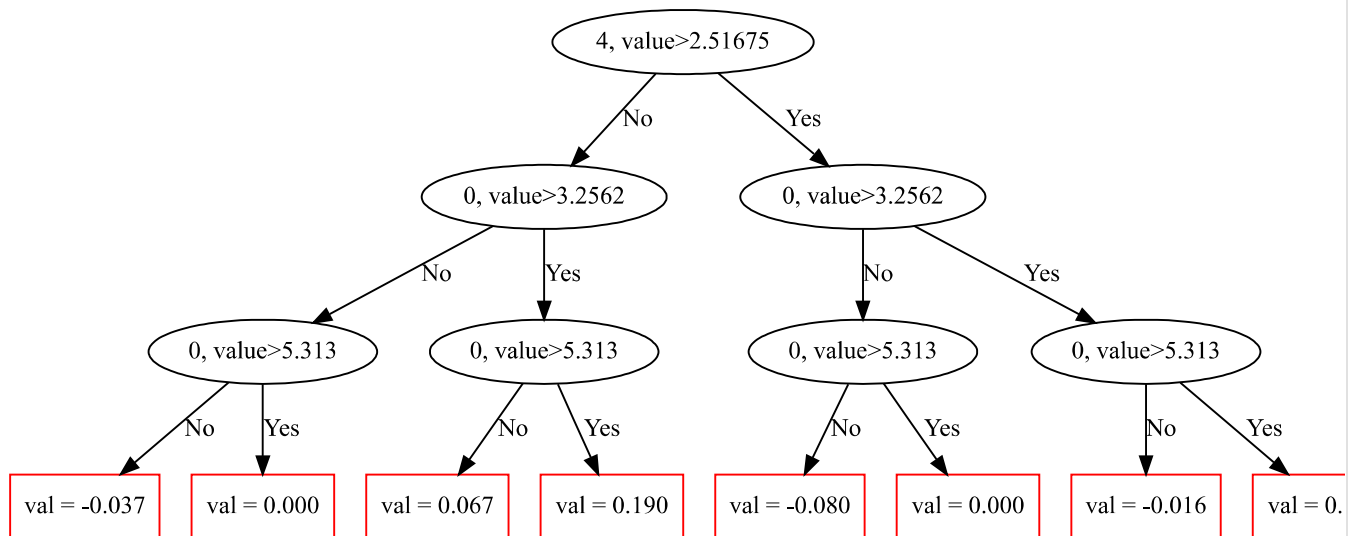 4, value>2.51675
No
Yes
0, value>3.2562
0, value>3.2562
No
Yes
No
Yes
0, value>5.313
0, value>5.313
0, value>5.313
0, value>5.313
No
Yes
No
Yes
No
Yes
No
Yes
val = -0.037
val = 0.000
val = 0.067
val = 0.190
val = -0.080
val = 0.000
val = -0.016
val = 0.